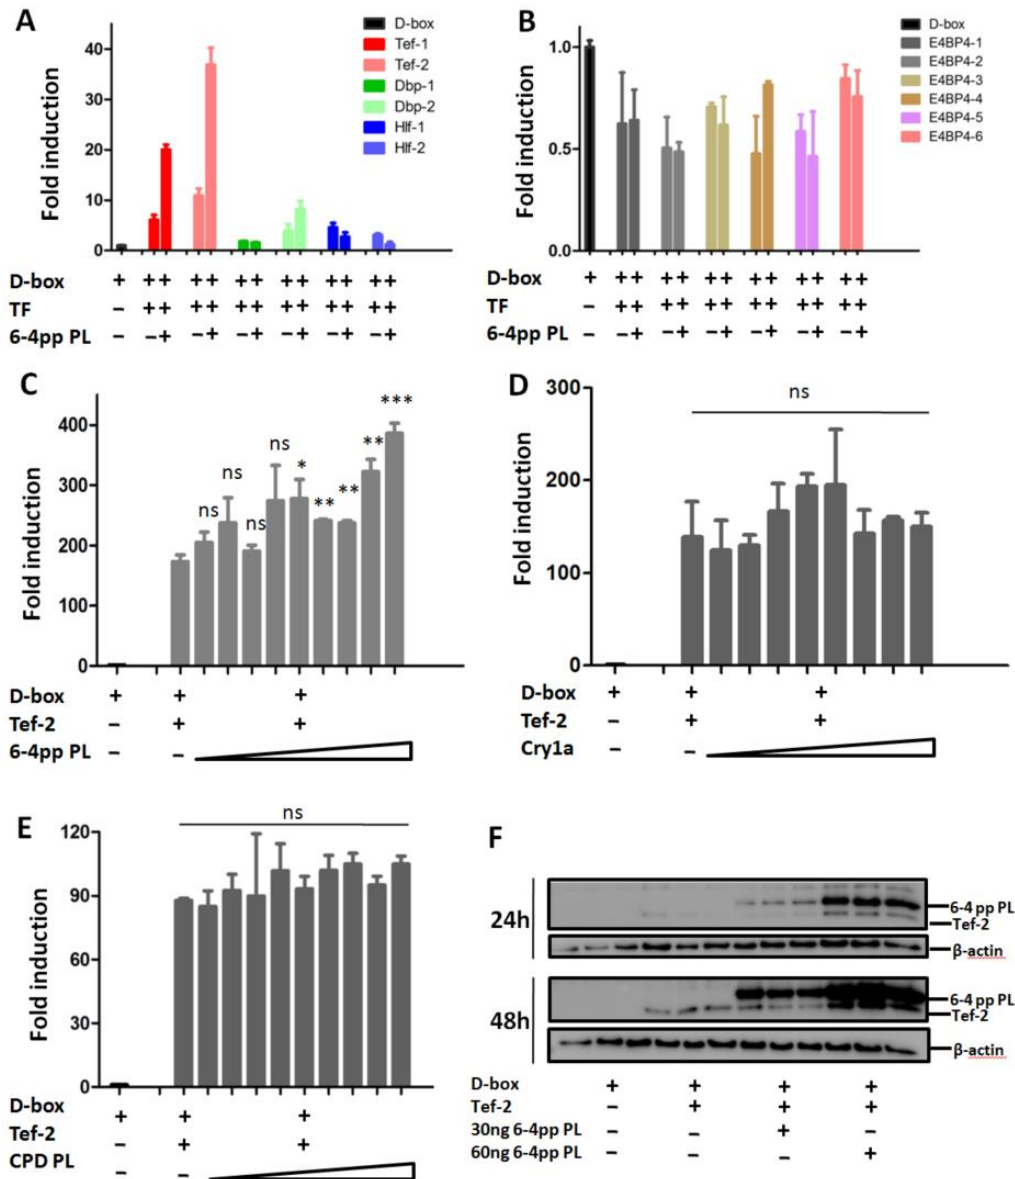 A
Fold induction
40
30
20
10
0
D-box
Tef-1
Tef-2
Dbp-1
Dbp-2
Hlf-1
Hlf-2
D-box + ++ ++ ++ ++ ++ ++
TF – ++ ++ ++ ++ ++ ++
6-4pp PL – –+ –+ –+ –+ –+ –+
B
Fold induction
1.0
0.5
0.0
D-box
E4BP4-1
E4BP4-2
E4BP4-3
E4BP4-4
E4BP4-5
E4BP4-6
D-box + ++ ++ ++ ++ ++ ++
TF – ++ ++ ++ ++ ++ ++
6-4pp PL – –+ –+ –+ –+ –+ –+
C
Fold induction
400
300
200
100
0
ns ns ns ns * ** ** ** ***
D-box + + +
Tef-2 – + +
6-4pp PL – –
D
Fold induction
300
200
100
0
ns
D-box + + +
Tef-2 – + +
Cry1a – –
E
Fold induction
120
90
60
30
0
ns
D-box + + +
Tef-2 – + +
CPD PL – –
F
24h
6-4 pp PL
Tef-2
β-actin
48h
6-4 pp PL
Tef-2
β-actin
D-box + + + +
Tef-2 – + + +
30ng 6-4pp PL – – + –
60ng 6-4pp PL – – – +